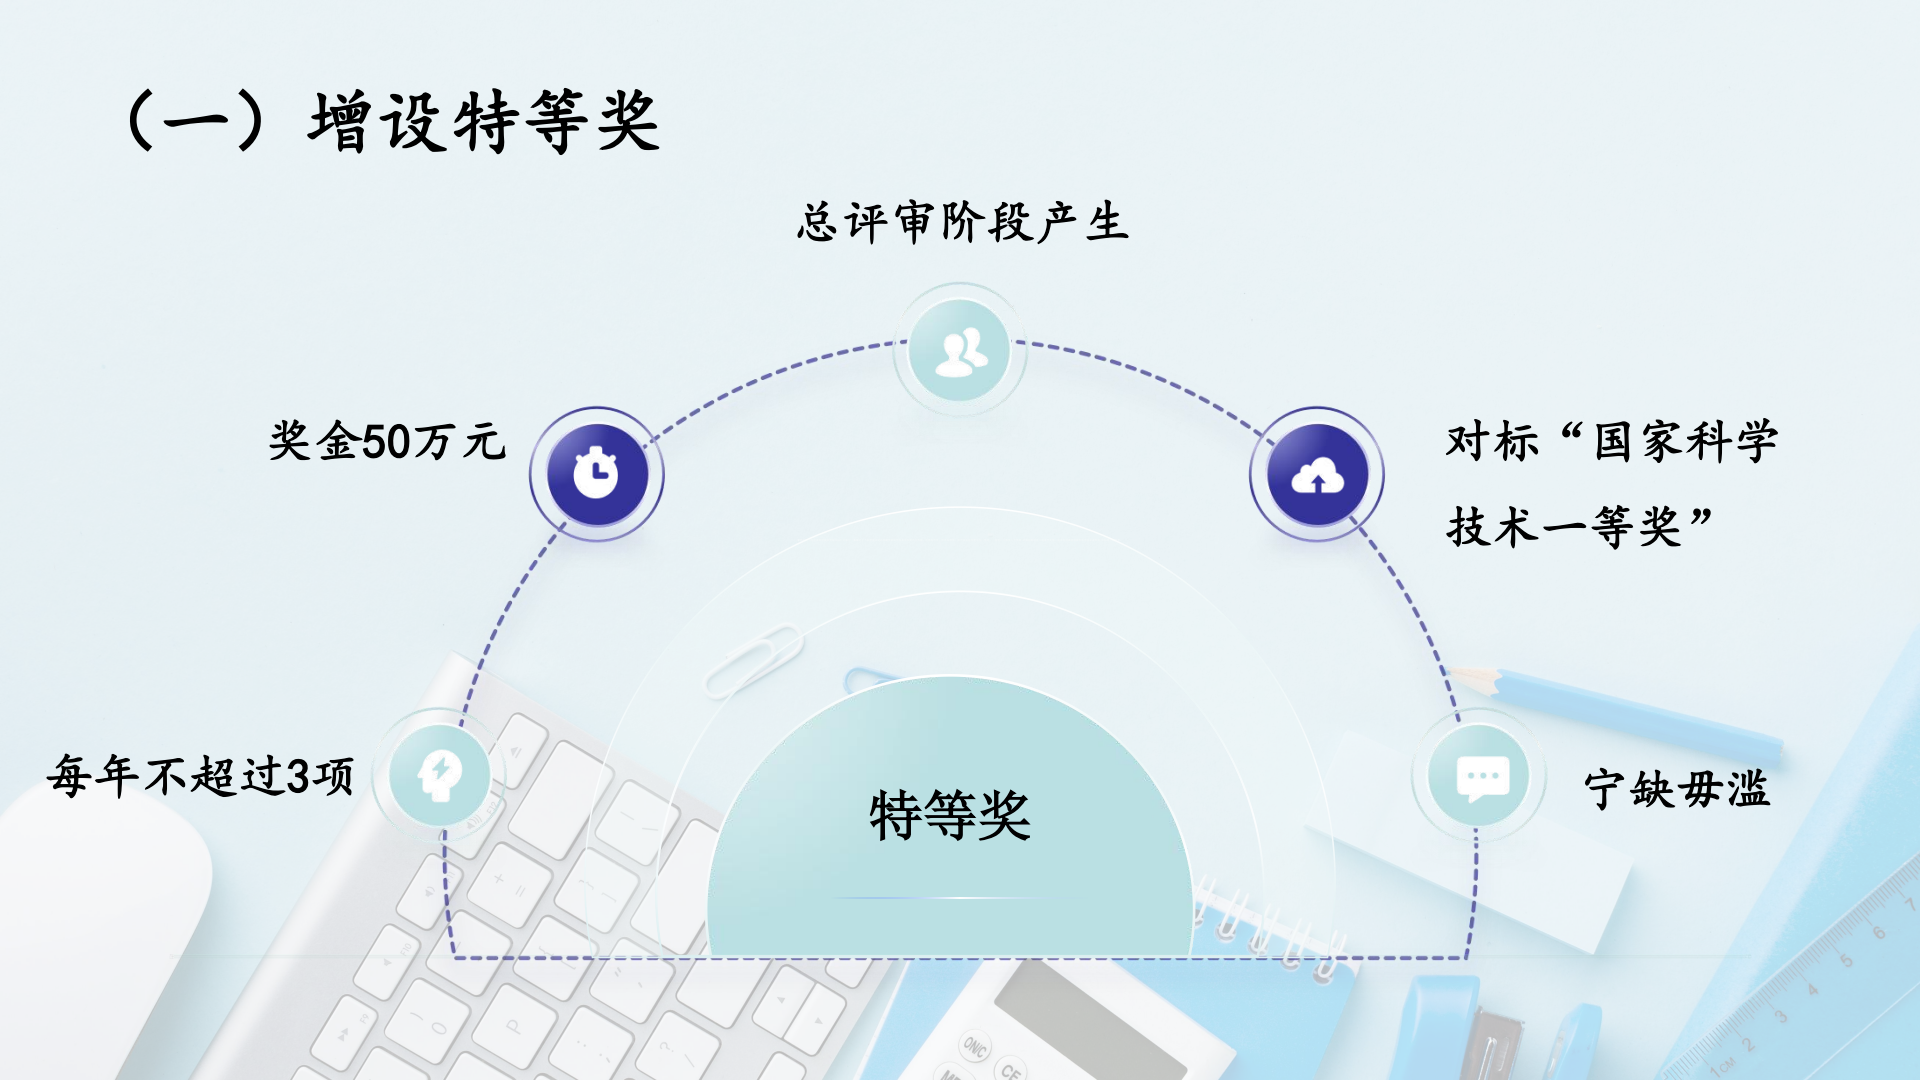 （一）增设特等奖
总评审阶段产生
奖金50万元
对标“国家科学
技术一等奖”
每年不超过3项
宁缺毋滥
特等奖
ON/C
CE